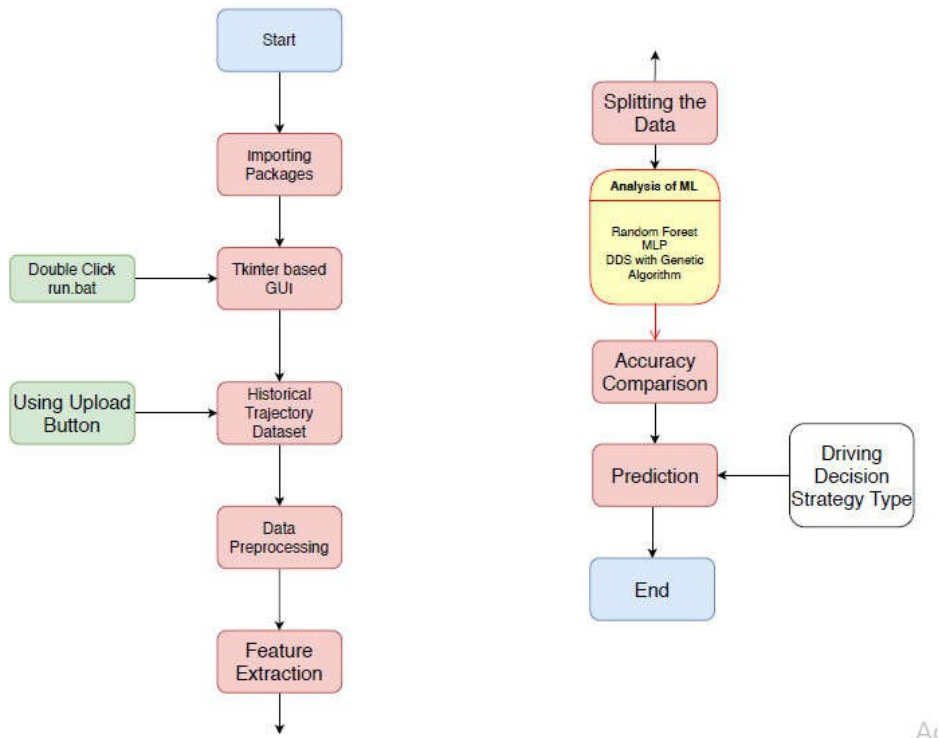 Start
Importing
Packages
Double Click
run.bat
Tkinter based
GUI
Using Upload
Button
Historical
Trajectory
Dataset
Data
Preprocessing
Feature
Extraction
Splitting the
Data
Analysis of ML
Random Forest
MLP
DDS with Genetic
Algorithm
Accuracy
Comparison
Prediction
Driving
Decision
Strategy Type
End